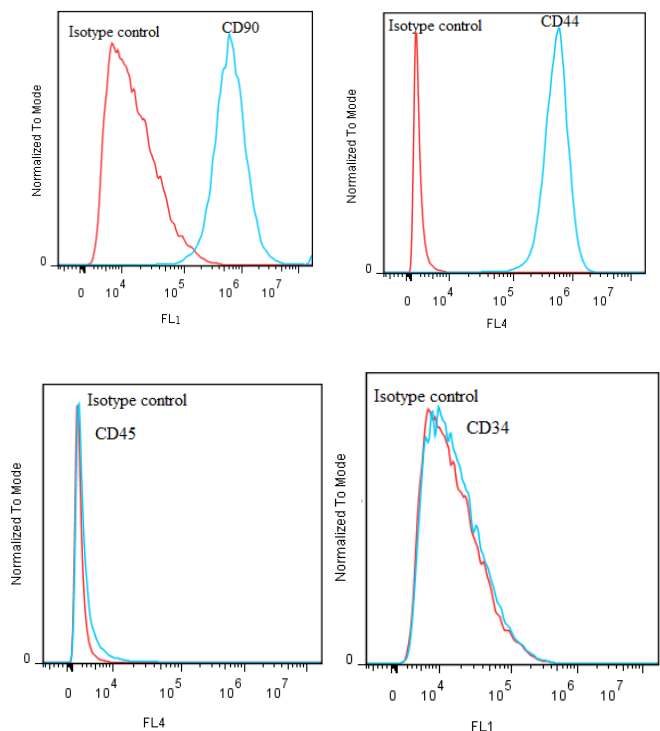 Isotype control
CD90
Normalized To Mode
0
0 10^4 10^5 10^6 10^7
FL1
Isotype control
CD44
Normalized To Mode
0
0 10^4 10^5 10^6 10^7
FL4
Isotype control
CD45
Normalized To Mode
0
0 10^4 10^5 10^6 10^7
FL4
Isotype control
CD34
Normalized To Mode
0
0 10^4 10^5 10^6 10^7
FL1